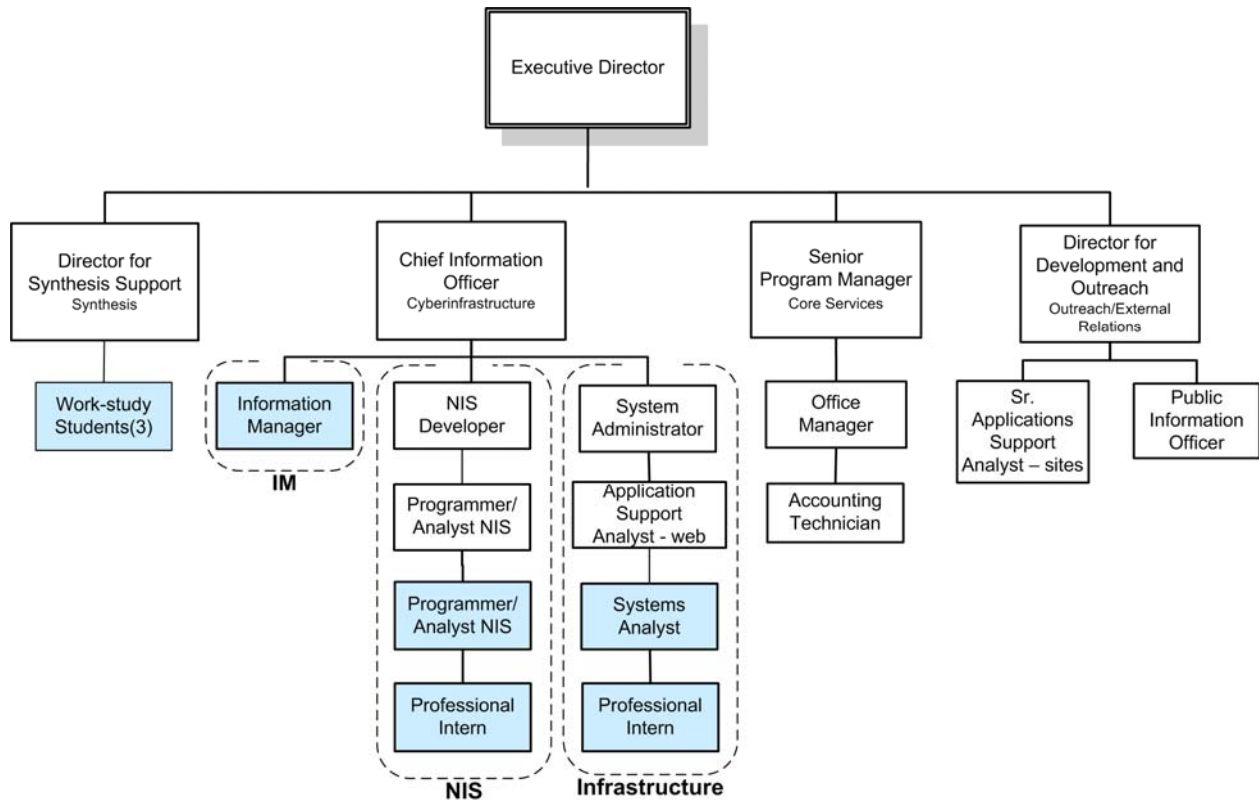 Executive Director
Director for
Synthesis Support
Synthesis
Chief Information
Officer
Cyberinfrastructure
Senior
Program Manager
Core Services
Director for
Development and
Outreach
Outreach/External
Relations
Work-study
Students(3)
Information
Manager
IM
NIS
Developer
Programmer/
Analyst NIS
Programmer/
Analyst NIS
Professional
Intern
NIS
System
Administrator
Application
Support
Analyst - web
Systems
Analyst
Professional
Intern
Infrastructure
Office
Manager
Accounting
Technician
Sr.
Applications
Support
Analyst – sites
Public
Information
Officer